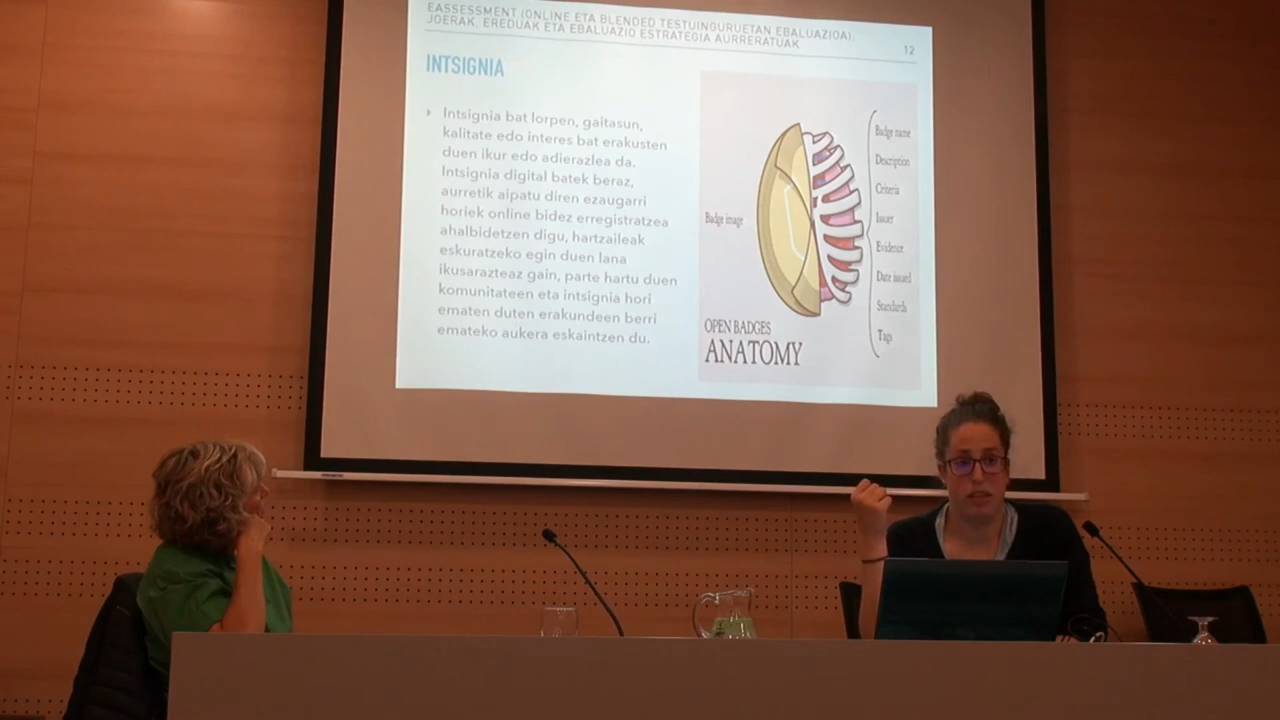 EASSESSMENT (ONLINE ETA BLENDED TESTUINGURUETAN EBALUAZIOA)
JOERAK, EREDUAK ETA EBALUAZIO ESTRATEGIA AURRERATUAK
12
INTSIGNIA
Intsignia bat lorpen, gaitasun,
kalitate edo interes bat erakusten
duen ikur edo adierazlea da.
Intsignia digital batek beraz,
aurretik aipatu diren ezaugarri
horiek online bidez erregistratzea
ahalbidetzen digu, hartzaileak
eskuratzeko egin duen lana
ikusarazteaz gain, parte hartu duen
komunitateen eta intsignia hori
ematen duten erakundeen berri
emateko aukera eskaintzen du.
Badge image
Badge name
Description
Criteria
Issuer
Evidence
Date issued
Standards
Tags
OPEN BADGES
ANATOMY